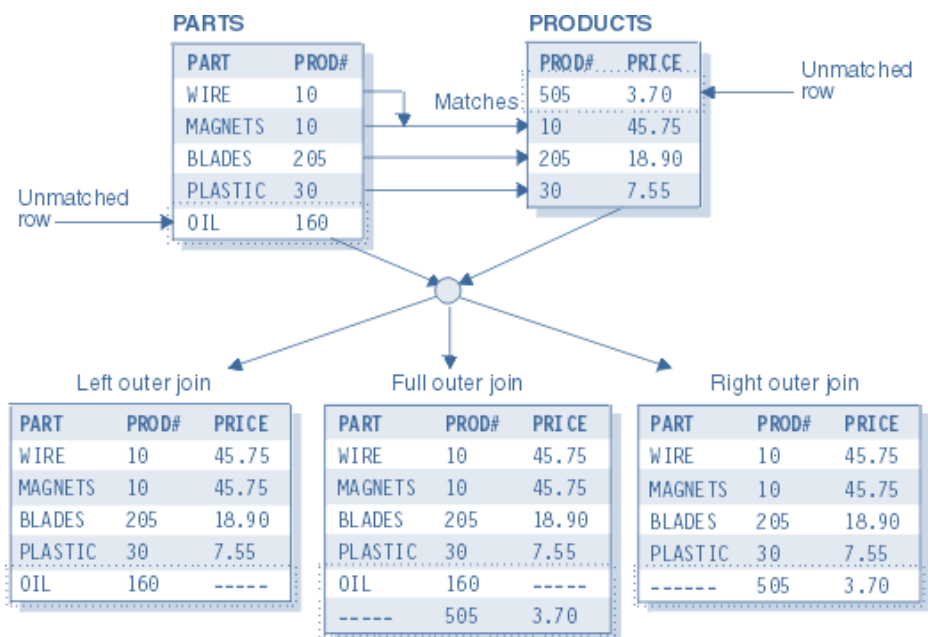 PARTS
PART PROD#
WIRE 10
MAGNETS 10
BLADES 205
PLASTIC 30
OIL 160
Unmatched
row
Matches
PRODUCTS
PROD# PRICE
505 3.70
10 45.75
205 18.90
30 7.55
Unmatched
row
Left outer join
PART PROD# PRICE
WIRE 10 45.75
MAGNETS 10 45.75
BLADES 205 18.90
PLASTIC 30 7.55
OIL 160 -----
Full outer join
PART PROD# PRICE
WIRE 10 45.75
MAGNETS 10 45.75
BLADES 205 18.90
PLASTIC 30 7.55
OIL 160 -----
----- 505 3.70
Right outer join
PART PROD# PRICE
WIRE 10 45.75
MAGNETS 10 45.75
BLADES 205 18.90
PLASTIC 30 7.55
------ 505 3.70